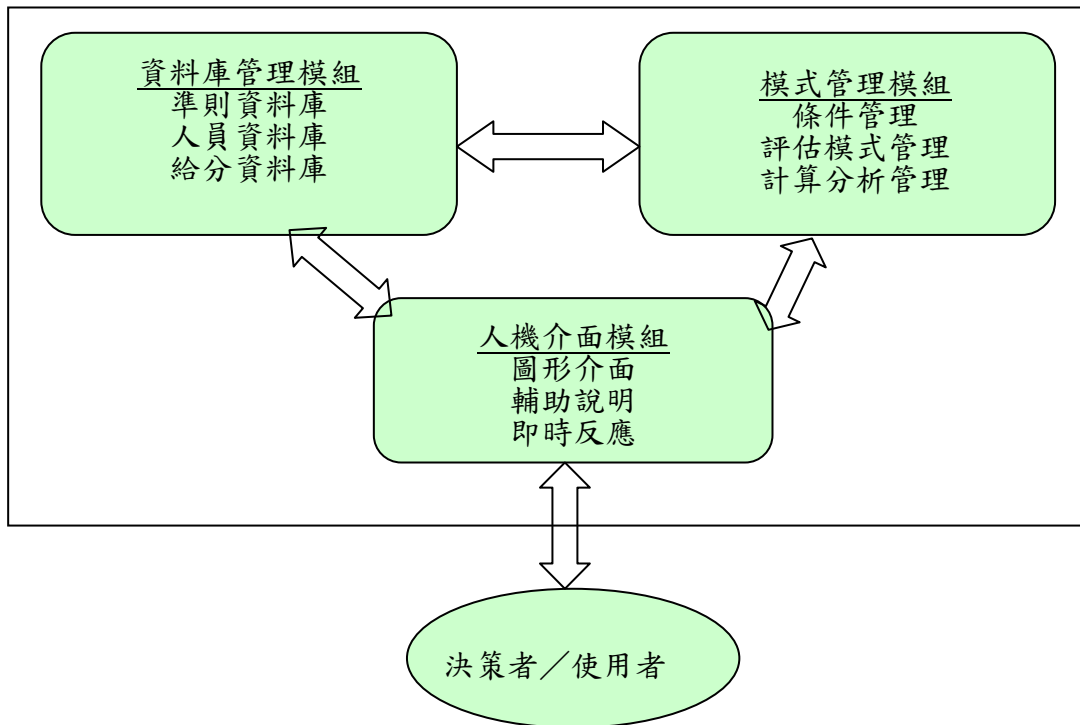 資料庫管理模組
準則資料庫
人員資料庫
給分資料庫
模式管理模組
條件管理
評估模式管理
計算分析管理
人機介面模組
圖形介面
輔助說明
即時反應
決策者／使用者